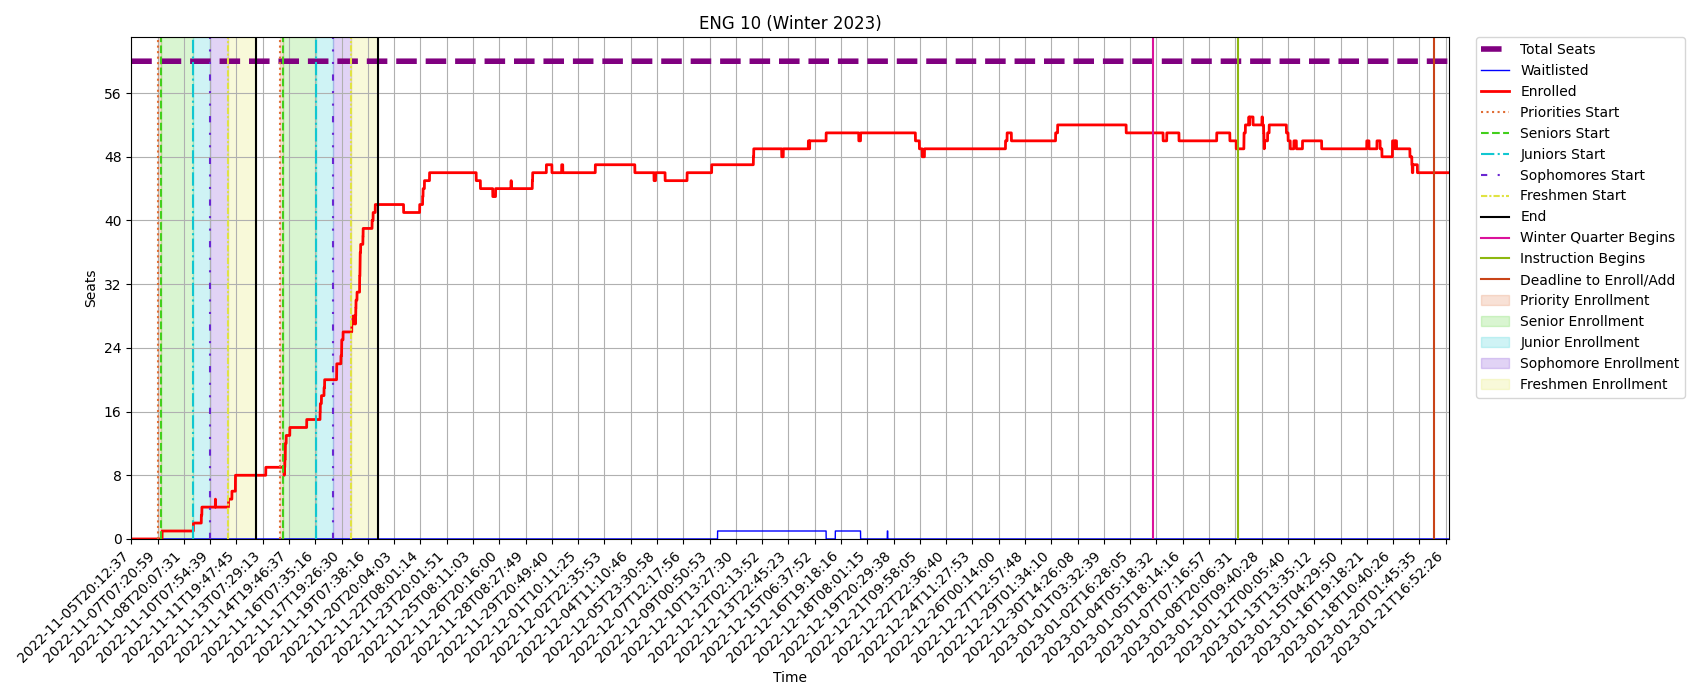 ENG 10 (Winter 2023)
Total Seats
Waitlisted
Enrolled
Priorities Start
Seniors Start
Juniors Start
Sophomores Start
Freshmen Start
End
Winter Quarter Begins
Instruction Begins
Deadline to Enroll/Add
Priority Enrollment
Senior Enrollment
Junior Enrollment
Sophomore Enrollment
Freshmen Enrollment
Seats
56
48
40
32
24
16
8
0
2022-11-05T20:12:37
2022-11-07T07:20:59
2022-11-08T20:07:31
2022-11-10T07:54:39
2022-11-11T19:47:45
2022-11-13T07:29:13
2022-11-14T19:46:37
2022-11-16T07:35:16
2022-11-17T19:26:30
2022-11-19T07:38:16
2022-11-20T20:04:03
2022-11-22T08:01:14
2022-11-23T20:01:51
2022-11-25T08:11:03
2022-11-26T20:16:00
2022-11-28T08:27:49
2022-11-29T20:49:40
2022-12-01T10:11:25
2022-12-02T22:35:53
2022-12-04T11:10:46
2022-12-05T23:30:58
2022-12-07T12:17:56
2022-12-09T00:50:53
2022-12-10T13:27:30
2022-12-12T02:13:52
2022-12-13T22:45:23
2022-12-15T06:37:52
2022-12-16T19:18:16
2022-12-18T08:01:15
2022-12-19T20:29:38
2022-12-21T09:58:05
2022-12-22T22:36:40
2022-12-24T11:27:53
2022-12-26T00:14:00
2022-12-27T12:57:48
2022-12-29T01:34:10
2022-12-30T14:26:08
2023-01-01T03:32:39
2023-01-02T16:28:05
2023-01-04T05:18:32
2023-01-05T18:14:16
2023-01-07T07:16:57
2023-01-08T20:06:31
2023-01-10T09:40:28
2023-01-12T00:05:40
2023-01-13T13:35:12
2023-01-15T04:29:50
2023-01-16T19:18:21
2023-01-18T10:40:26
2023-01-20T01:45:35
2023-01-21T16:52:26
Time